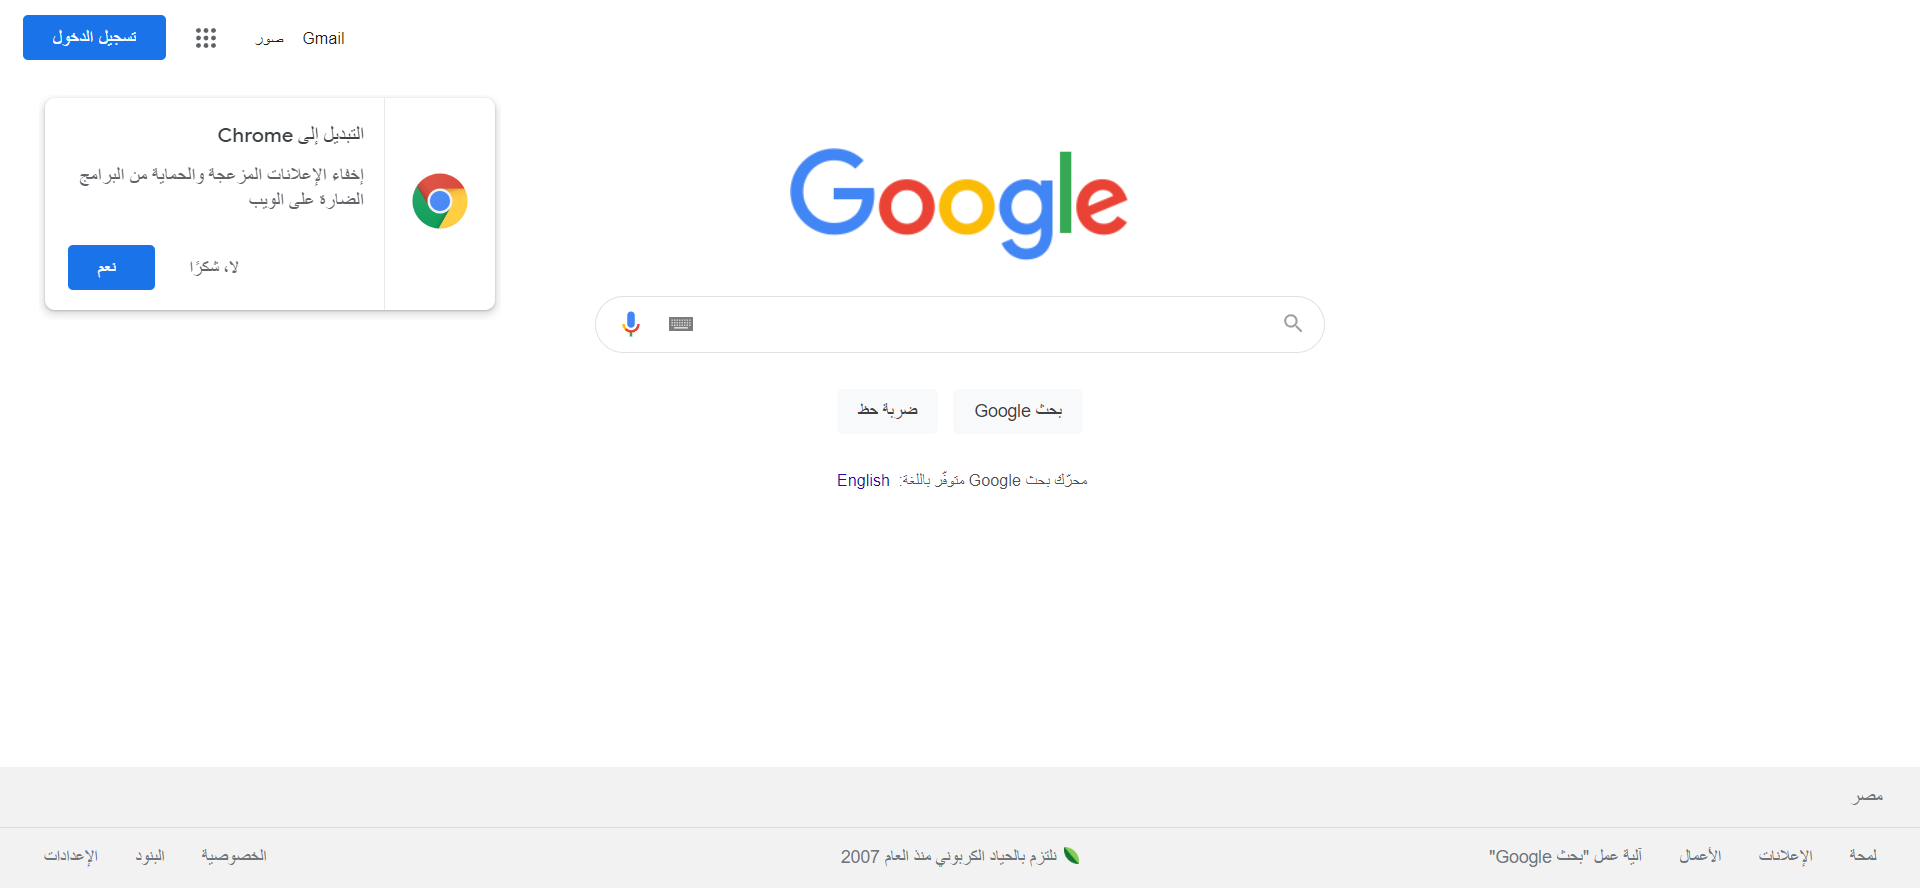 Gmail
صور
تسجيل الدخول
التبديل إلى Chrome
إخفاء الإعلانات المزعجة والحماية من البرامج
الضارة على الويب
لا، شكرًا
نعم
Google
بحث Google
ضربة حظ
محرّك بحث Google متوفّر باللغة: English
مصر
لمحة
الإعلانات
الأعمال
آلية عمل "بحث Google"
نلتزم بالحياد الكربوني منذ العام 2007
الخصوصية
البنود
الإعدادات